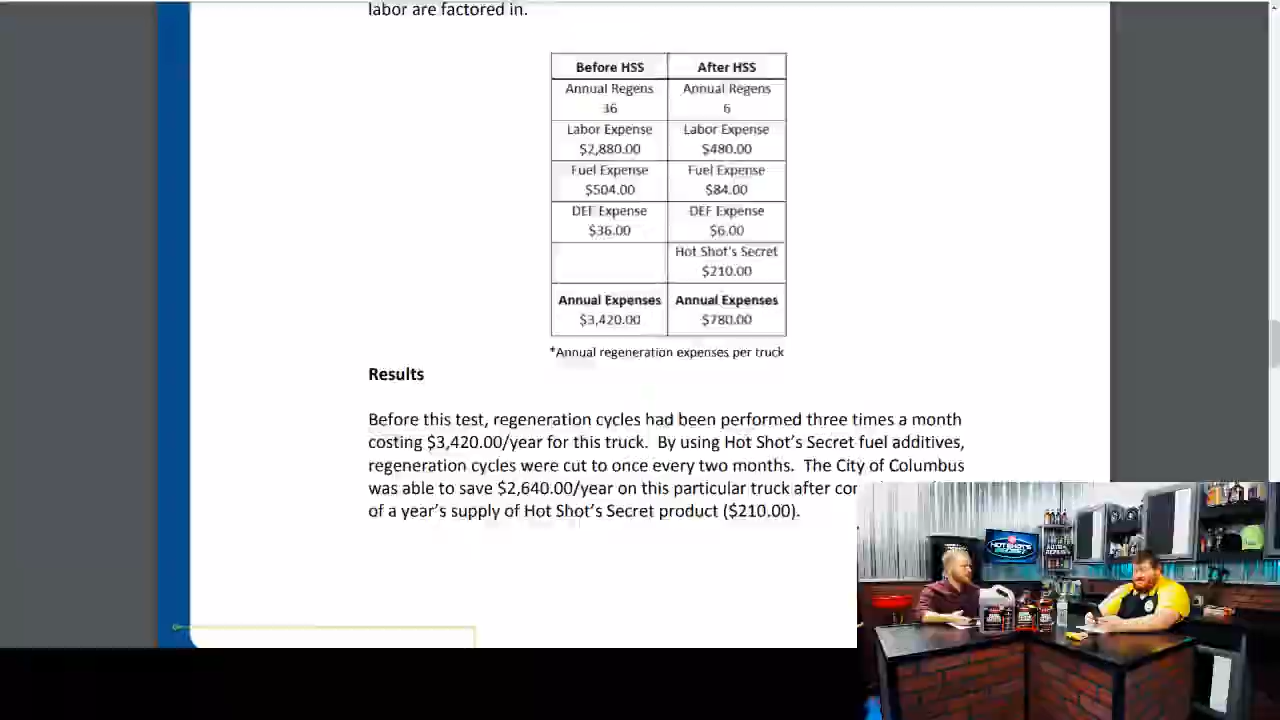 labor are factored in.
Before HSS
After HSS
Annual Regens
36
Annual Regens
6
Labor Expense
$2,880.00
Labor Expense
$480.00
Fuel Expense
$504.00
Fuel Expense
$84.00
DEF Expense
$36.00
DEF Expense
$6.00
Hot Shot's Secret
$210.00
Annual Expenses
$3,420.00
Annual Expenses
$780.00
*Annual regeneration expenses per truck
Results
Before this test, regeneration cycles had been performed three times a month
costing $3,420.00/year for this truck. By using Hot Shot's Secret fuel additives,
regeneration cycles were cut to once every two months. The City of Columbus
was able to save $2,640.00/year on this particular truck after
of a year's supply of Hot Shot's Secret product ($210.00).
HOT SHOT'S